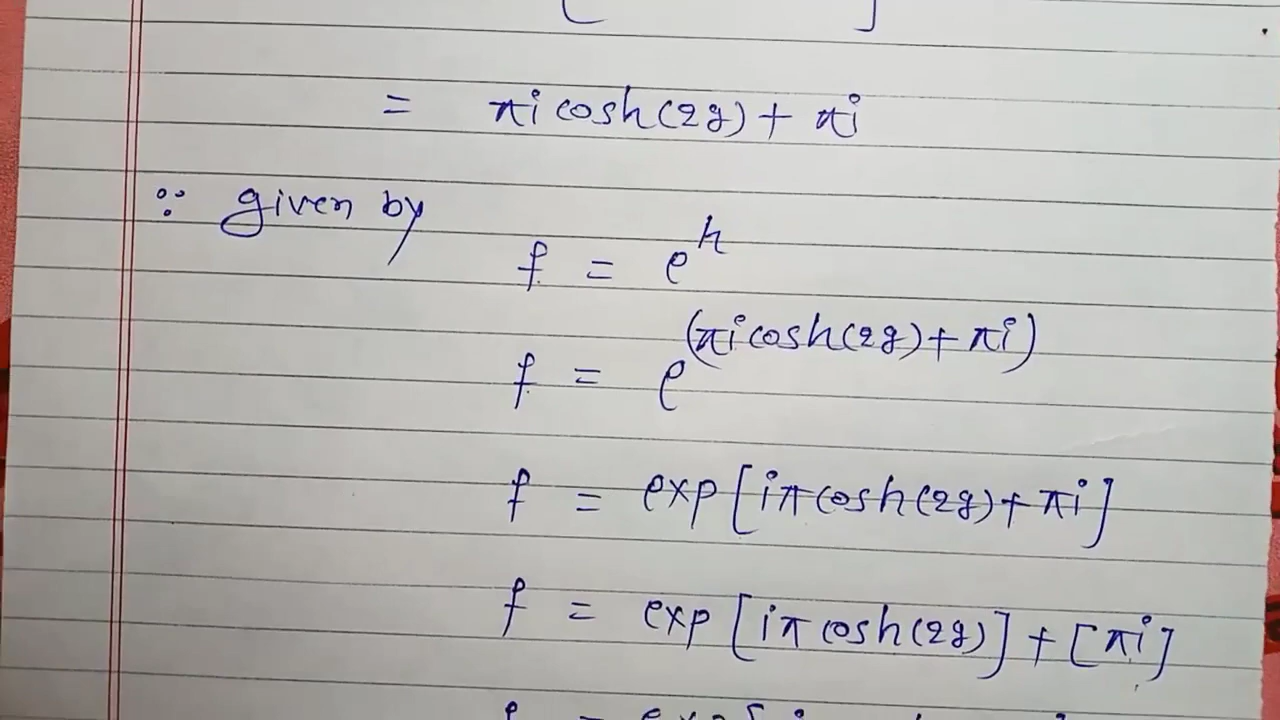 = πi cosh(2g) + πi
∵ given by
f = e^h
f = e^(πi cosh(2g) + πi)
f = exp [iπ cosh(2g) + πi]
f = exp [iπ cosh(2g)] + [πi]